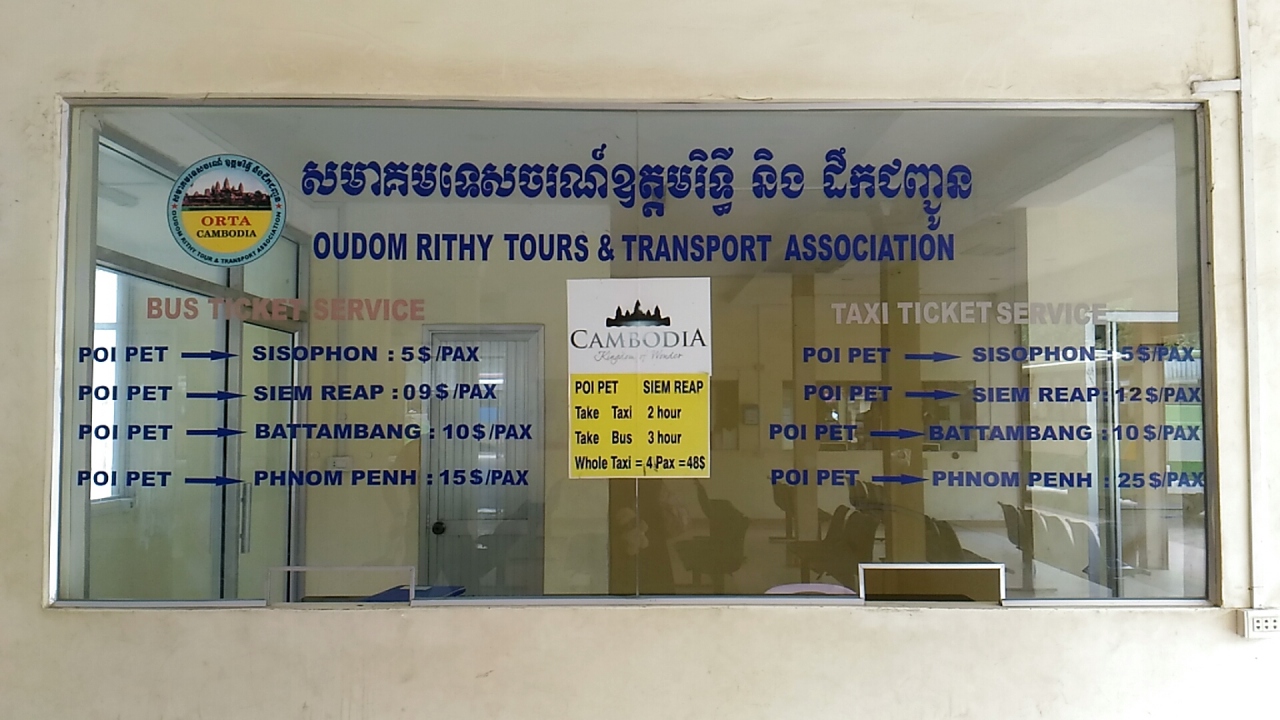 សមាគមទេសចរណ៍ឧត្តមរិទ្ធី និង ដឹកជញ្ជូន
ORTA
CAMBODIA
OUDOM RITHY TOUR & TRANSPORT ASSOCIATION
OUDOM RITHY TOURS & TRANSPORT ASSOCIATION
BUS TICKET SERVICE
POI PET SISOPHON : 5$/PAX
POI PET SIEM REAP : 09$/PAX
POI PET BATTAMBANG : 10$/PAX
POI PET PHNOM PENH : 15$/PAX
CAMBODIA
Kingdom of Wonder
POI PET SIEM REAP
Take Taxi 2 hour
Take Bus 3 hour
Whole Taxi = 4 Pax = 48$
TAXI TICKET SERVICE
POI PET SISOPHON : 5$/PAX
POI PET SIEM REAP : 12$/PAX
POI PET BATTAMBANG : 10$/PAX
POI PET PHNOM PENH : 25$/PAX